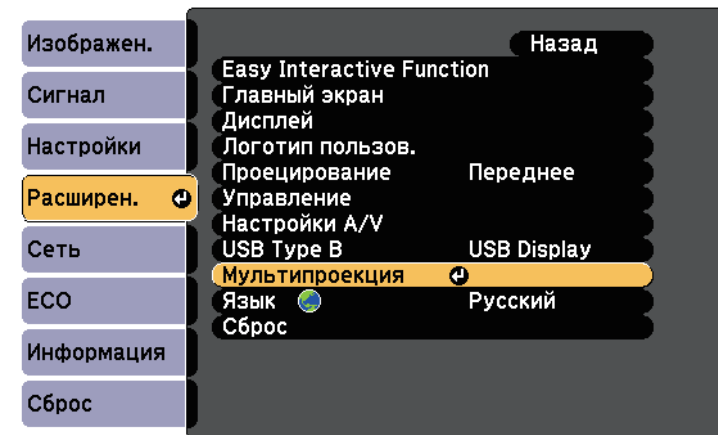 Изображен.
Сигнал
Настройки
Расширен.
Сеть
ECO
Информация
Сброс
Назад
Easy Interactive Function
Главный экран
Дисплей
Логотип пользов.
Проецирование Переднее
Управление
Настройки A/V
USB Type B USB Display
Мультипроекция
Язык Русский
Сброс